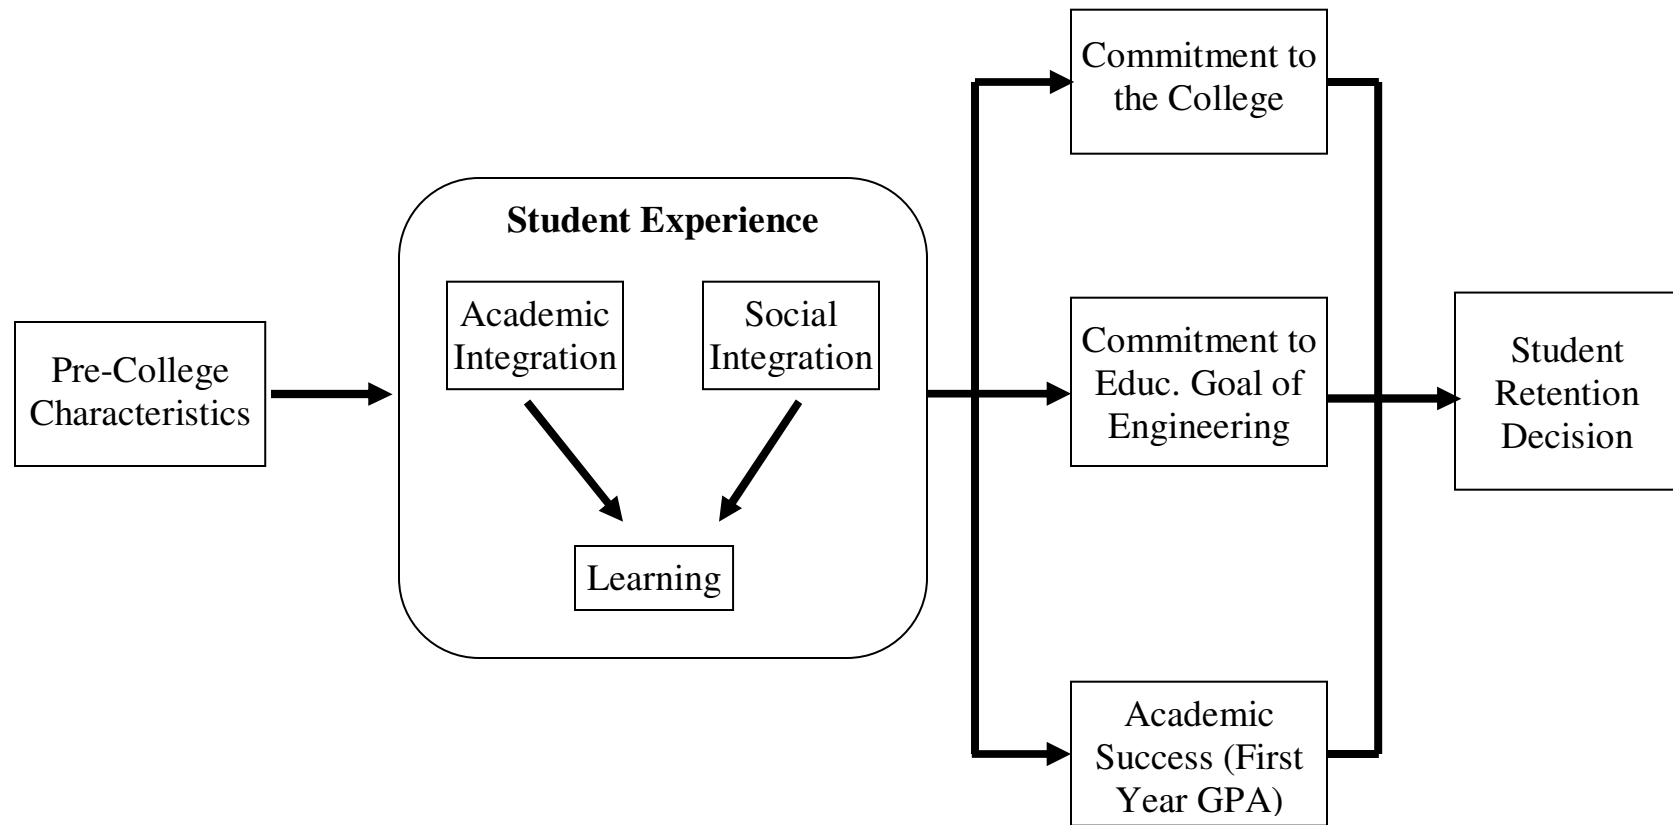 Pre-College
Characteristics
Student Experience
Academic
Integration
Social
Integration
Learning
Commitment to
the College
Commitment to
Educ. Goal of
Engineering
Academic
Success (First
Year GPA)
Student
Retention
Decision